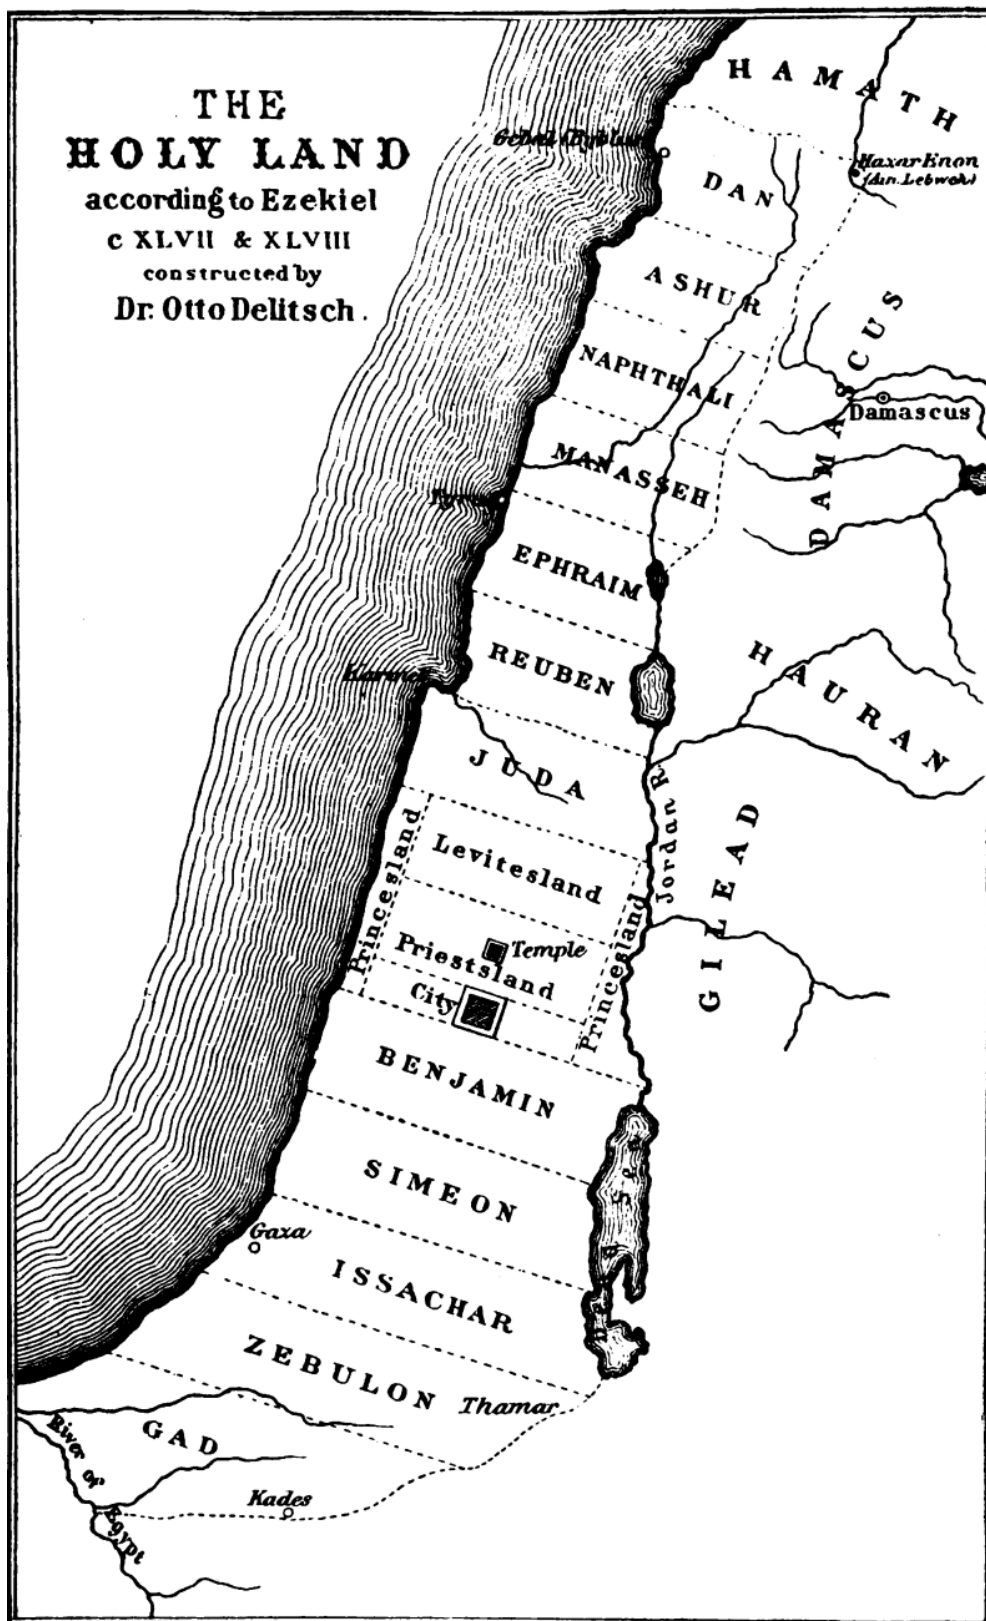 THE
HOLY LAND
according to Ezekiel
c XLVII & XLVIII
constructed by
Dr. Otto Delitsch.
HAMATH
Hazar Enon
DAN
ASHUR
DAMASCUS
NAPHTHALI
Damascus
MANASSEH
EPHRAIM
REUBEN
HAURAN
JUDA
Jordan R.
GILEAD
Princesland
Levitesland
Princesland
Temple
Priestsland
City
BENJAMIN
SIMEON
Gaza
ISSACHAR
ZEBULON
Thamar
GAD
River of
Egypt
Kades